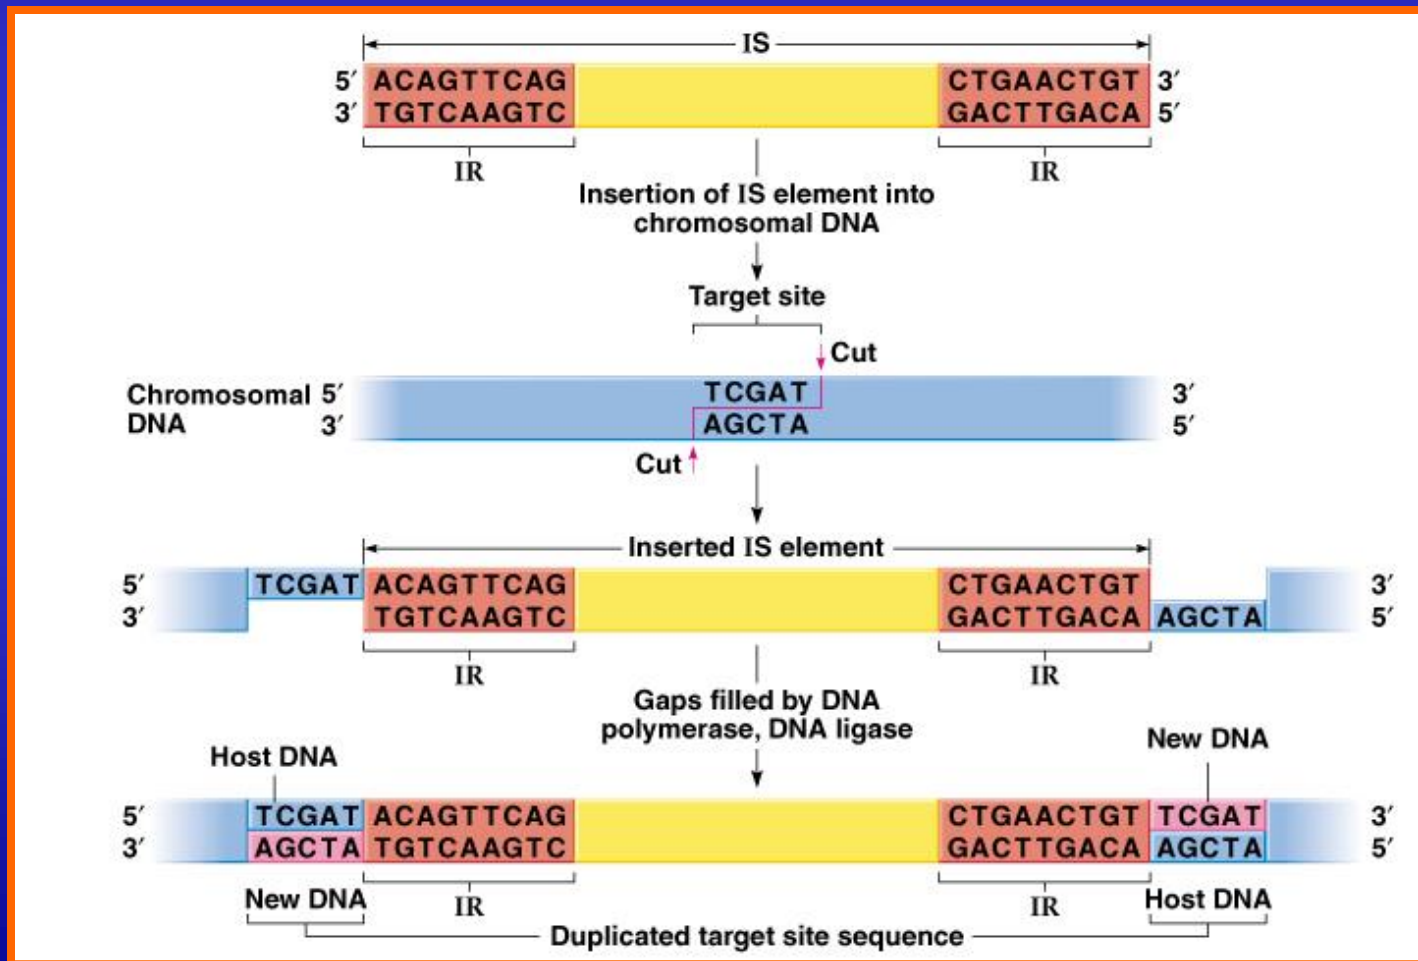 IS
5′ ACAGTTCAG CTGAACTGT 3′
3′ TGTCAAGTC GACTTGACA 5′
IR IR
Insertion of IS element into
chromosomal DNA
Target site
Cut
Chromosomal 5′ TCGAT 3′
DNA 3′ AGCTA 5′
Cut
Inserted IS element
5′ TCGAT ACAGTTCAG CTGAACTGT 3′
3′ TGTCAAGTC GACTTGACA AGCTA 5′
IR IR
Gaps filled by DNA
polymerase, DNA ligase
New DNA
Host DNA
5′ TCGAT ACAGTTCAG CTGAACTGT TCGAT 3′
3′ AGCTA TGTCAAGTC GACTTGACA AGCTA 5′
New DNA IR IR Host DNA
Duplicated target site sequence